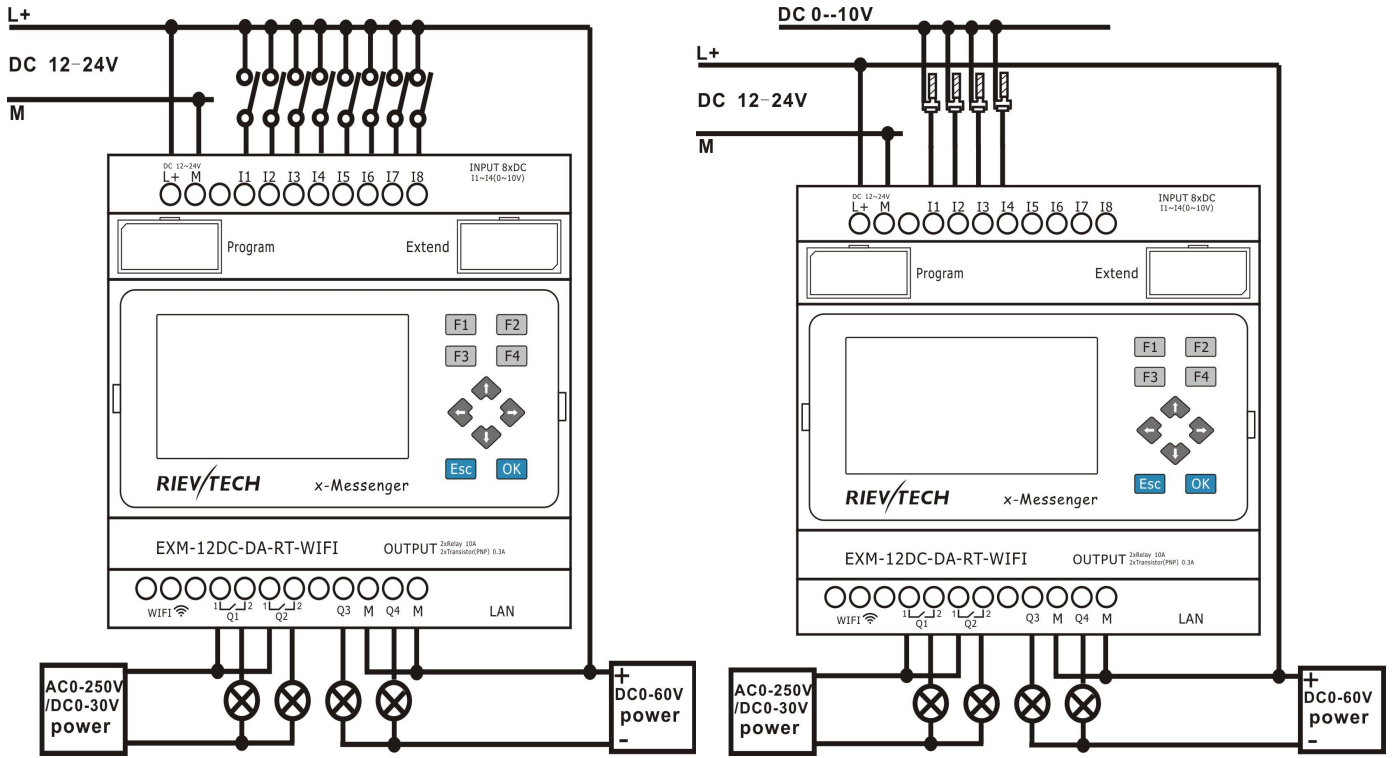 L+
DC 12-24V
M
DC 12~24V
L+ M I1 I2 I3 I4 I5 I6 I7 I8
INPUT 8xDC
I1~I4(0~10V)
Program
Extend
F1 F2
F3 F4
Esc OK
RIEVTECH
x-Messenger
EXM-12DC-DA-RT-WIFI
OUTPUT
2xRelay 10A
2xTransistor(PNP) 0.3A
WIFI
1 2 1 2
Q1 Q2 Q3 M Q4 M
LAN
AC0-250V
/DC0-30V
power
+
DC0-60V
power
-
DC 0--10V
L+
DC 12-24V
M
DC 12~24V
L+ M I1 I2 I3 I4 I5 I6 I7 I8
INPUT 8xDC
I1~I4(0~10V)
Program
Extend
F1 F2
F3 F4
Esc OK
RIEVTECH
x-Messenger
EXM-12DC-DA-RT-WIFI
OUTPUT
2xRelay 10A
2xTransistor(PNP) 0.3A
WIFI
1 2 1 2
Q1 Q2 Q3 M Q4 M
LAN
AC0-250V
/DC0-30V
power
+
DC0-60V
power
-